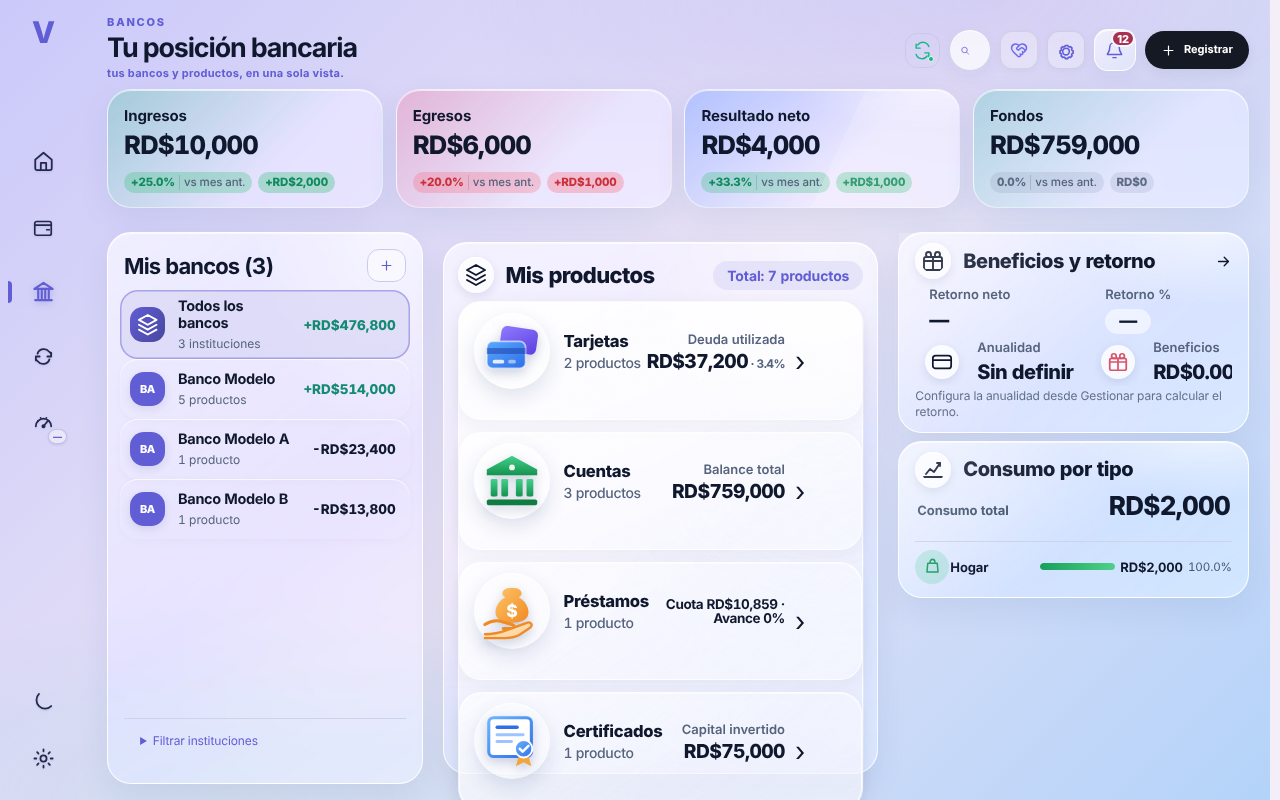 V
BANCOS
Tu posición bancaria
tus bancos y productos, en una sola vista.
12
Registrar
Ingresos
RD$10,000
+25.0% vs mes ant. +RD$2,000
Egresos
RD$6,000
+20.0% vs mes ant. +RD$1,000
Resultado neto
RD$4,000
+33.3% vs mes ant. +RD$1,000
Fondos
RD$759,000
0.0% vs mes ant. RD$0
Mis bancos (3)
Todos los
bancos
3 instituciones
+RD$476,800
BA
Banco Modelo
5 productos
+RD$514,000
BA
Banco Modelo A
1 producto
-RD$23,400
BA
Banco Modelo B
1 producto
-RD$13,800
Filtrar instituciones
Mis productos
Total: 7 productos
Tarjetas
2 productos
Deuda utilizada
RD$37,200 · 3.4%
Cuentas
3 productos
Balance total
RD$759,000
Préstamos
1 producto
Cuota RD$10,859 ·
Avance 0%
Certificados
1 producto
Capital invertido
RD$75,000
Beneficios y retorno
Retorno neto
—
Retorno %
—
Anualidad
Sin definir
Beneficios
RD$0.00
Configura la anualidad desde Gestionar para calcular el
retorno.
Consumo por tipo
Consumo total
RD$2,000
Hogar
RD$2,000 100.0%